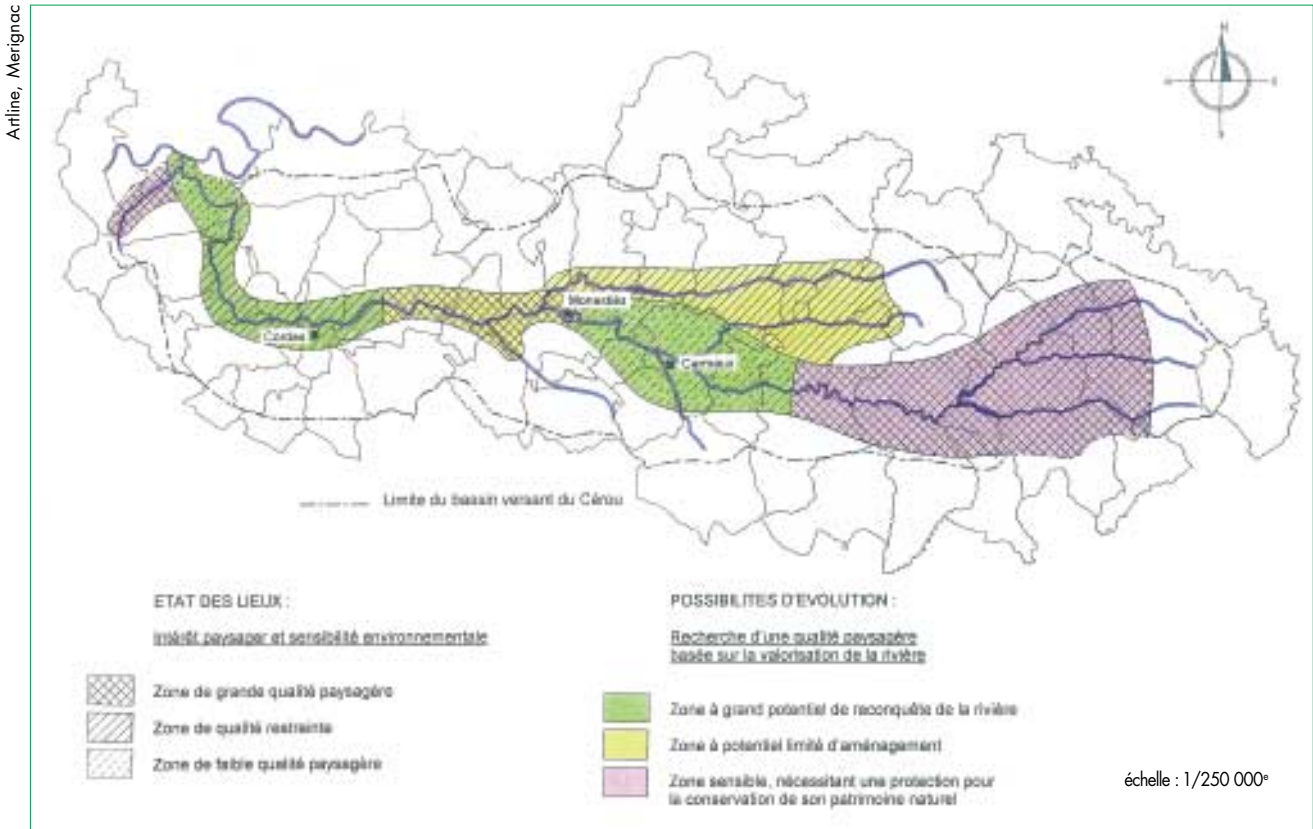 Artline, Merignac
N
Monestiés
Cordes
Carmaux
Limite du bassin versant du Cérou
ETAT DES LIEUX :
Intérêt paysager et sensibilité environnementale
Zone de grande qualité paysagère
Zone de qualité restreinte
Zone de faible qualité paysagère
POSSIBILITES D'EVOLUTION :
Recherche d'une qualité paysagère
basée sur la valorisation de la rivière
Zone à grand potentiel de reconquête de la rivière
Zone à potentiel limité d'aménagement
Zone sensible, nécessitant une protection pour
la conservation de son patrimoine naturel
échelle : 1/250 000e